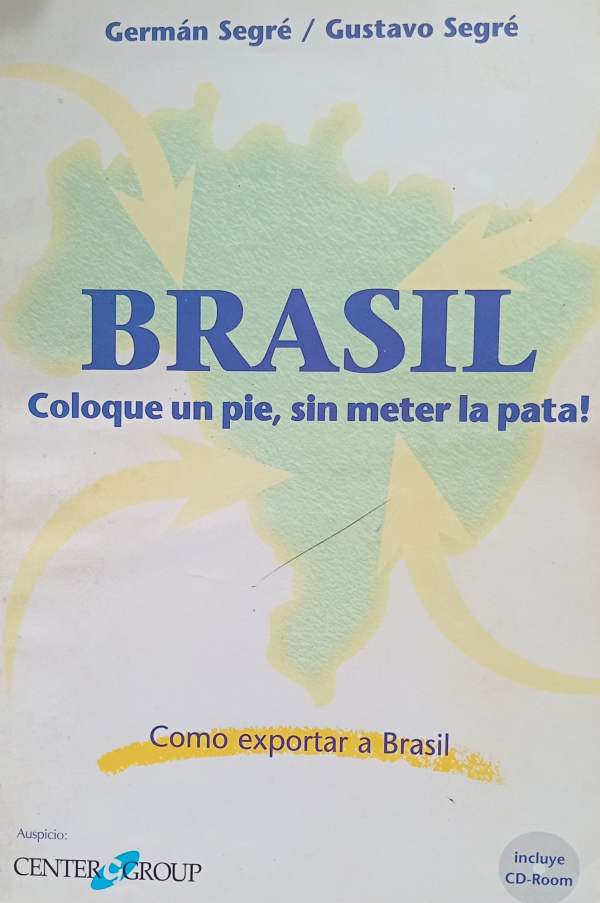 Germán Segré / Gustavo Segré
BRASIL
Coloque un pie, sin meter la pata!
Como exportar a Brasil
Auspicio:
CENTER GROUP
incluye
CD-Room